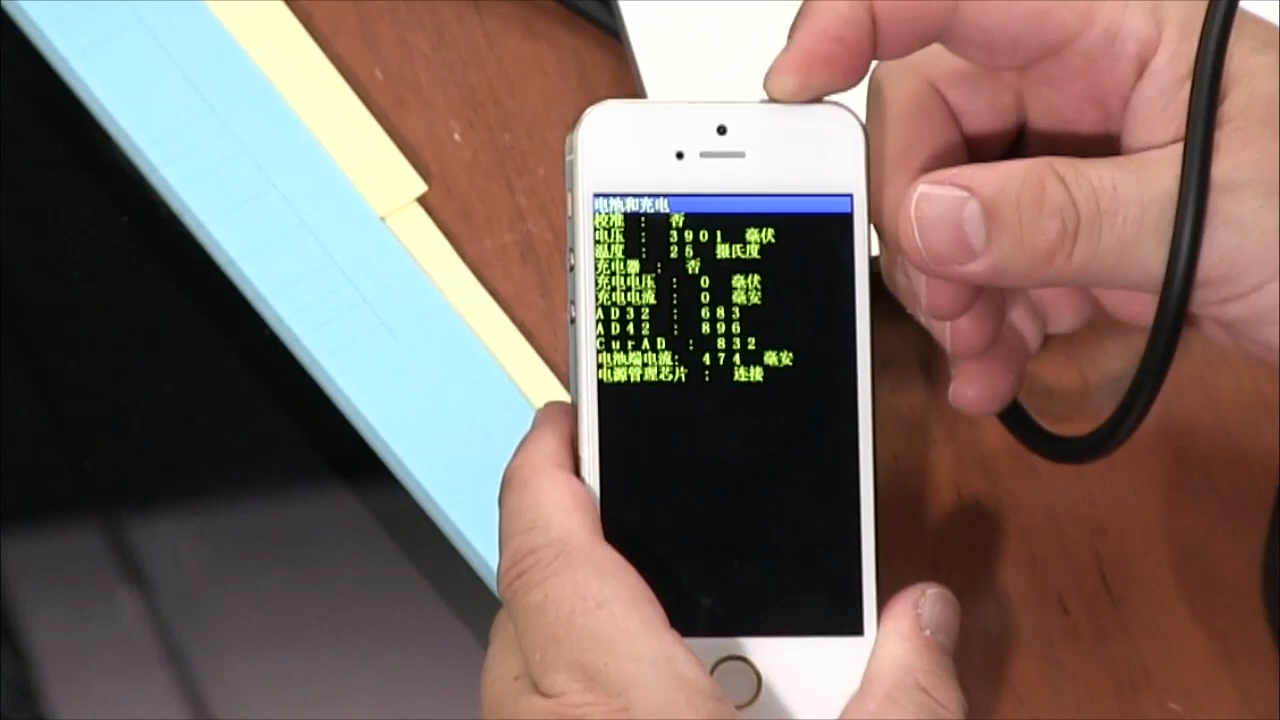 电池和充电
校准 : 否
电压 : 3901 毫伏
温度 : 26 摄氏度
充电器 : 否
充电电压 : 0 毫伏
充电电流 : 0 毫安
AD32 : 683
AD42 : 896
CurAD : 832
电池端电流: 474 毫安
电源管理芯片 : 连接